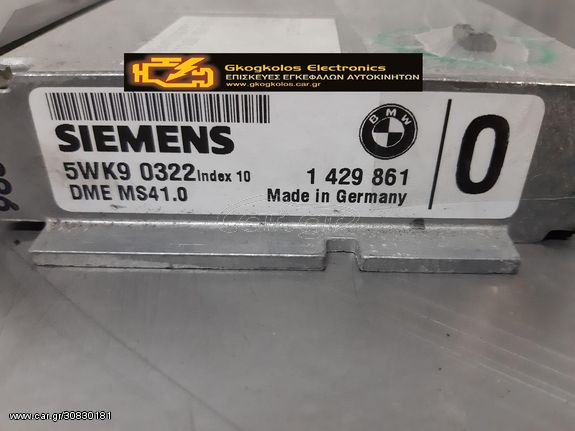 Gkogkolos Electronics
ΕΠΙΣΚΕΥΕΣ ΕΓΚΕΦΑΛΩΝ ΑΥΤΟΚΙΝΗΤΩΝ
www.gkogkolos.car.gr
SIEMENS
5WK9 0322 Index 10
DME MS41.0
BMW
1 429 861
Made in Germany
0
www.car.gr/30830181